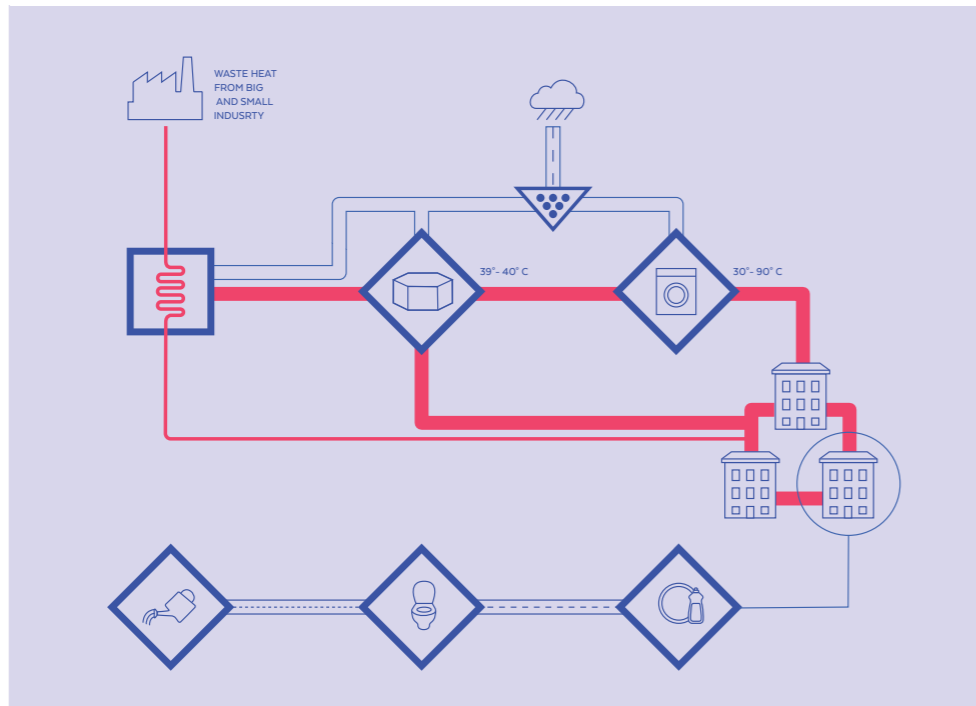 WASTE HEAT
FROM BIG
AND SMALL
INDUSRTY
39°- 40° C
30°- 90° C